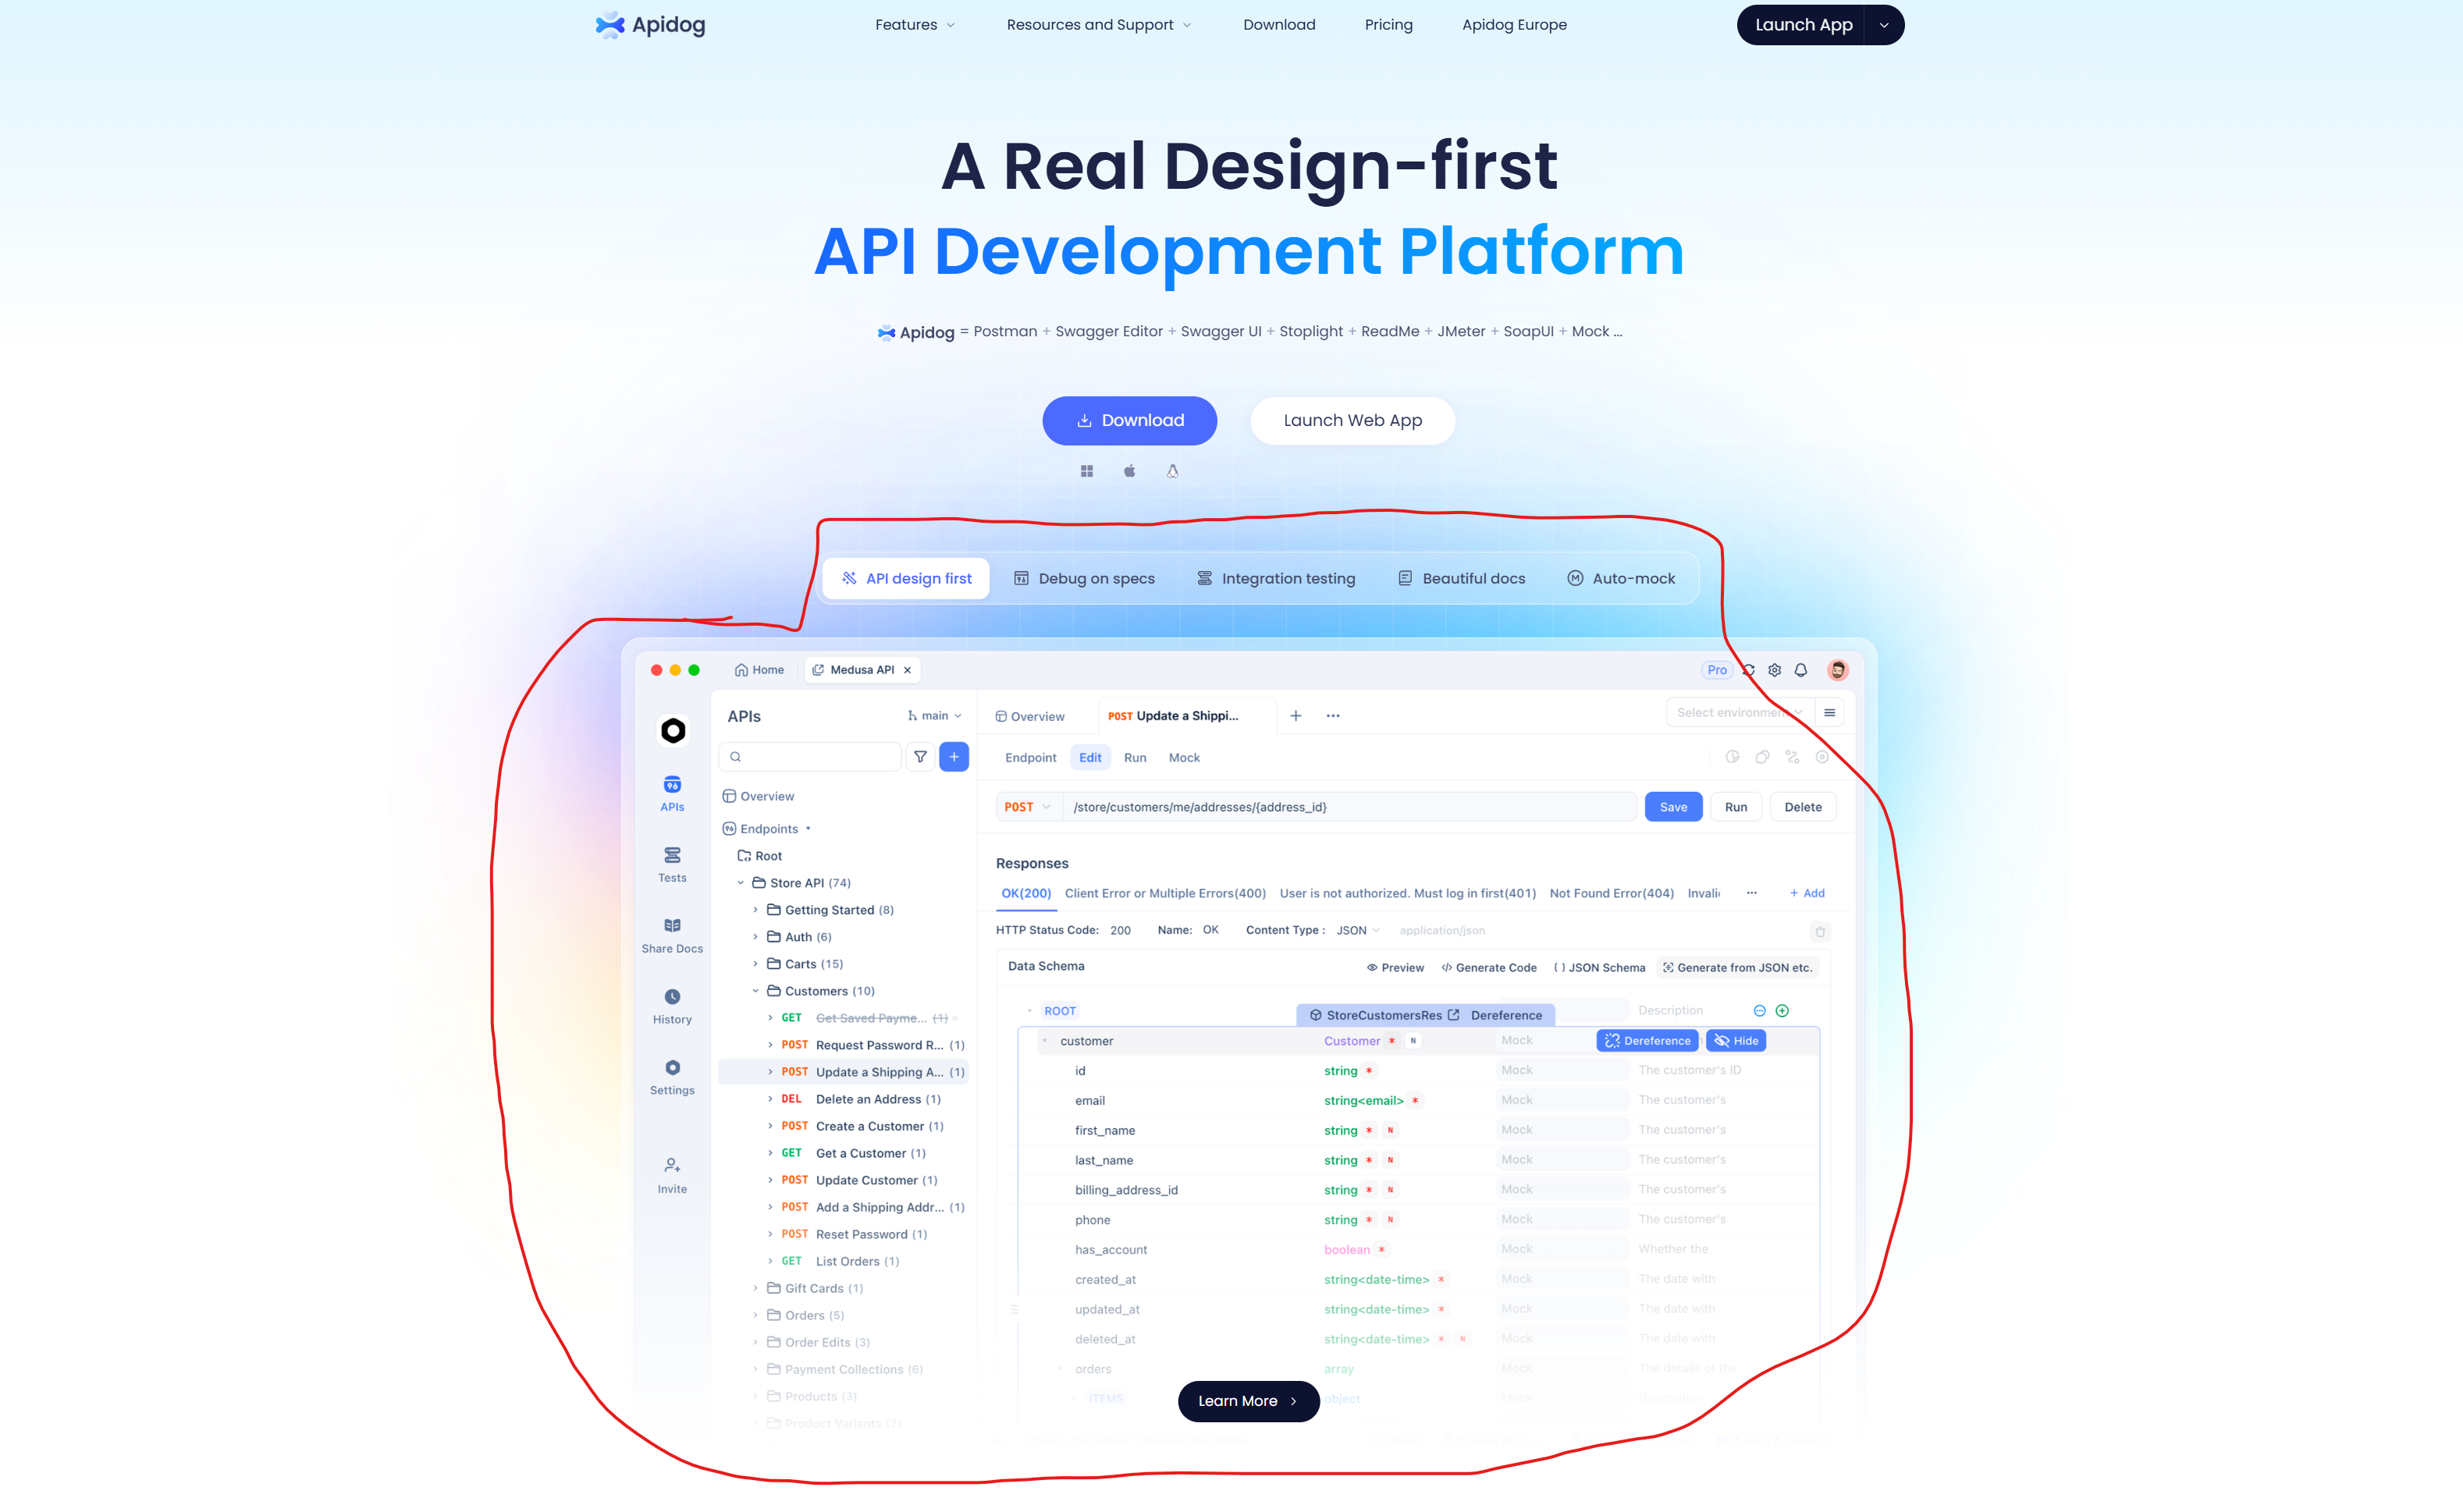 Apidog
Features
Resources and Support
Download
Pricing
Apidog Europe
Launch App
A Real Design-first
API Development Platform
Apidog = Postman + Swagger Editor + Swagger UI + Stoplight + ReadMe + JMeter + SoapUI + Mock ...
Download
Launch Web App
API design first
Debug on specs
Integration testing
Beautiful docs
Auto-mock
Home
Medusa API
Pro
APIs
main
Overview
POST Update a Shippi...
Select environment
Endpoint
Edit
Run
Mock
POST
/store/customers/me/addresses/{address_id}
Save
Run
Delete
APIs
Tests
Share Docs
History
Settings
Invite
Overview
Endpoints
Root
Store API (74)
Getting Started (8)
Auth (6)
Carts (15)
Customers (10)
GET Get Saved Payme... (1)
POST Request Password R... (1)
POST Update a Shipping A... (1)
DEL Delete an Address (1)
POST Create a Customer (1)
GET Get a Customer (1)
POST Update Customer (1)
POST Add a Shipping Addr... (1)
POST Reset Password (1)
GET List Orders (1)
Gift Cards (1)
Orders (5)
Order Edits (3)
Payment Collections (6)
Products (3)
Product Variants (2)
Responses
OK(200)
Client Error or Multiple Errors(400)
User is not authorized. Must log in first(401)
Not Found Error(404)
Invali
+ Add
HTTP Status Code: 200
Name: OK
Content Type : JSON
application/json
Data Schema
Preview
Generate Code
JSON Schema
Generate from JSON etc.
ROOT
StoreCustomersRes
Dereference
Description
customer Customer * N Mock Dereference Hide
id string * Mock The customer's ID
email string<email> * Mock The customer's
first_name string * N Mock The customer's
last_name string * N Mock The customer's
billing_address_id string * N Mock The customer's
phone string * N Mock The customer's
has_account boolean * Mock Whether the
created_at string<date-time> * Mock The date with
updated_at string<date-time> * Mock The date with
deleted_at string<date-time> * N Mock The date with
orders array Mock The details of the
ITEMS object Mock Description
Learn More